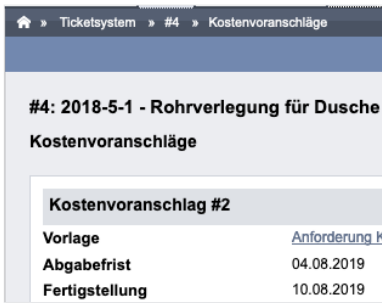 » Ticketsystem » #4 » Kostenvoranschläge
#4: 2018-5-1 - Rohrverlegung für Dusche
Kostenvoranschläge
Kostenvoranschlag #2
Vorlage Anforderung
Abgabefrist 04.08.2019
Fertigstellung 10.08.2019